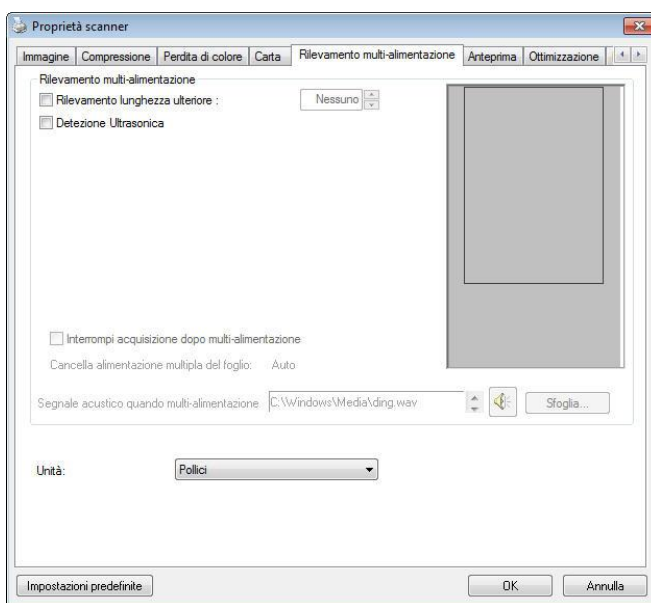 Proprietà scanner
Immagine Compressione Perdita di colore Carta Rilevamento multi-alimentazione Anteprima Ottimizzazione
Rilevamento multi-alimentazione
Rilevamento lunghezza ulteriore : Nessuno
Detezione Ultrasonica
Interrompi acquisizione dopo multi-alimentazione
Cancella alimentazione multipla del foglio: Auto
Segnale acustico quando multi-alimentazione C:\Windows\Media\ding.wav Sfoglia...
Unità: Pollici
Impostazioni predefinite OK Annulla